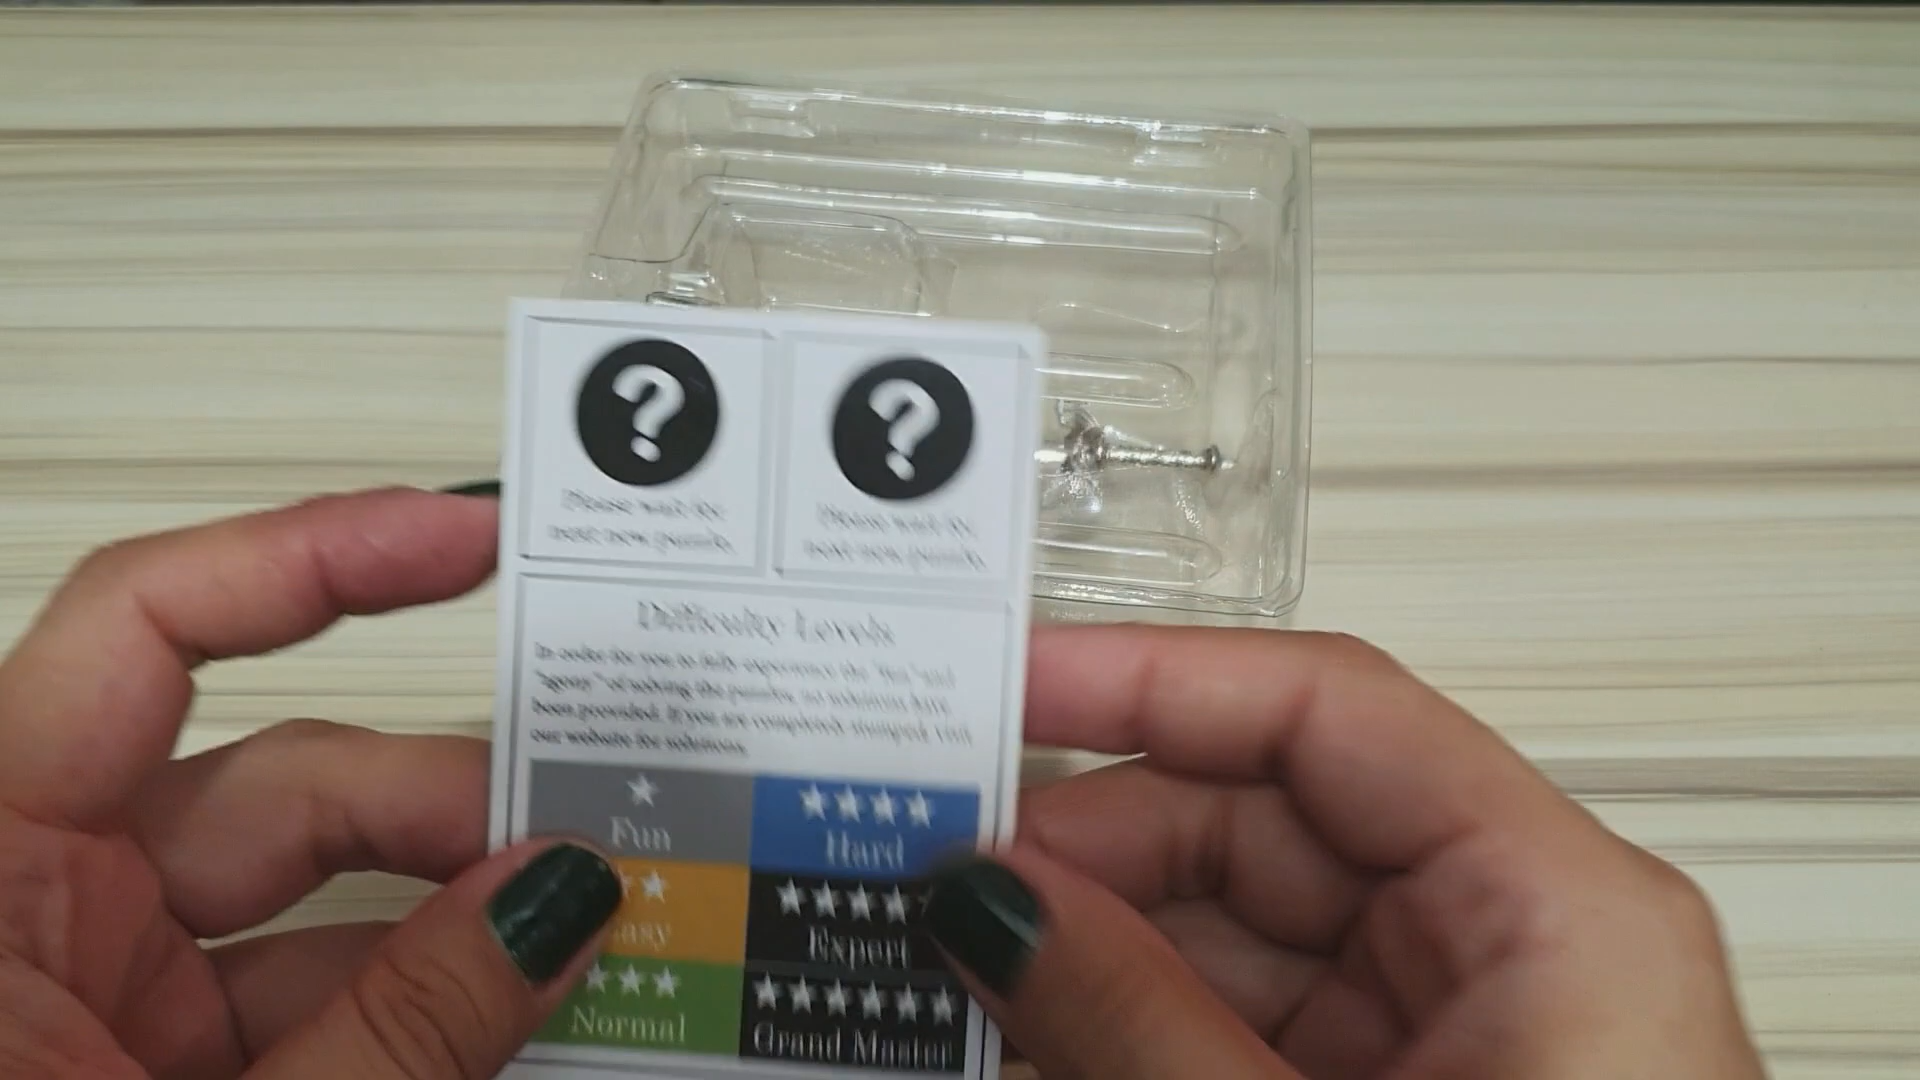 ?
?
Please wait for
next new puzzle.
Please wait for
next new puzzle.
Difficulty Levels
In order for you to fully experience the "fun" and
"agony" of solving the puzzles, no solutions have
been provided. If you are completely stumped, visit
our website for solutions.
Fun
Hard
asy
Expert
Normal
Grand Master